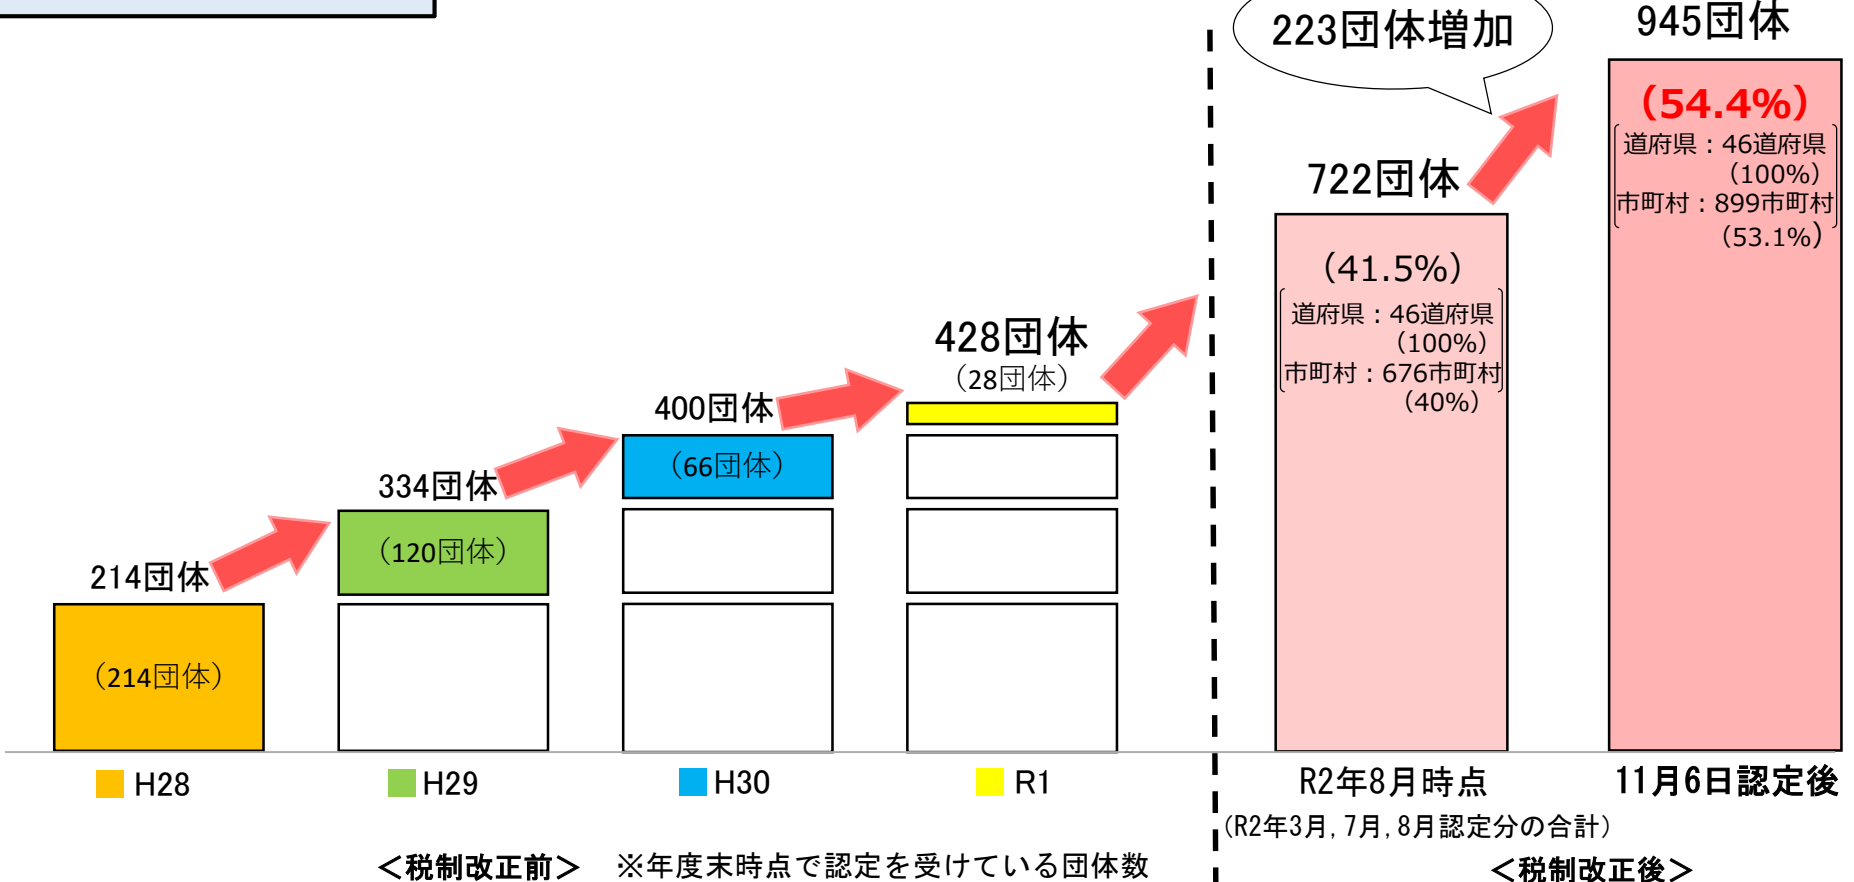 223団体増加
945団体
(54.4%)
道府県：46道府県
(100%)
市町村：899市町村
(53.1%)
722団体
(41.5%)
道府県：46道府県
(100%)
市町村：676市町村
(40%)
428団体
(28団体)
400団体
(66団体)
334団体
(120団体)
214団体
(214団体)
H28
H29
H30
R1
R2年8月時点
11月6日認定後
(R2年3月,7月,8月認定分の合計)
＜税制改正前＞ ※年度末時点で認定を受けている団体数
＜税制改正後＞